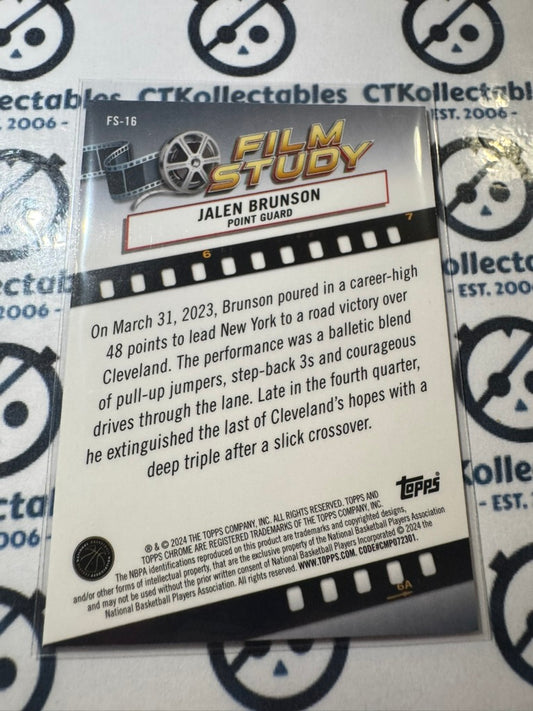 CTKollectables CTKollectables
EST. 2006 -
FS-16
FILM
STUDY
JALEN BRUNSON
POINT GUARD
6
7
On March 31, 2023, Brunson poured in a career-high
48 points to lead New York to a road victory over
Cleveland. The performance was a balletic blend
of pull-up jumpers, step-back 3s and courageous
drives through the lane. Late in the fourth quarter,
he extinguished the last of Cleveland's hopes with a
deep triple after a slick crossover.
Topps
® & © 2024 THE TOPPS COMPANY, INC. ALL RIGHTS RESERVED. TOPPS AND
TOPPS CHROME ARE REGISTERED TRADEMARKS OF THE TOPPS COMPANY, INC.
The NBPA identifications reproduced on this product are trademarks and copyrighted designs,
and/or other forms of intellectual property, that are the exclusive property of the National Basketball Players Association
and may not be used without the prior written consent of National Basketball Players Incorporated © 2024 the
National Basketball Players Association. All rights reserved. WWW.TOPPS.COM. CODE#CMP072301.
6A